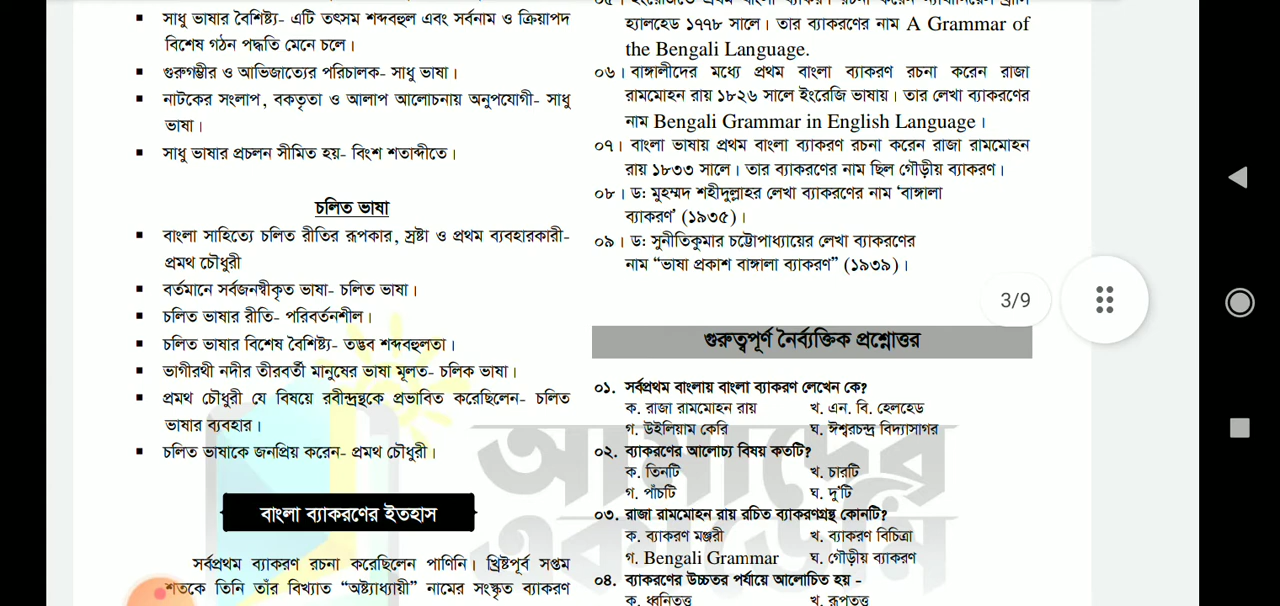 সাধু ভাষার বৈশিষ্ট্য- এটি তৎসম শব্দবহুল এবং সর্বনাম ও ক্রিয়াপদ
বিশেষ গঠন পদ্ধতি মেনে চলে।
গুরুগম্ভীর ও আভিজাত্যের পরিচালক- সাধু ভাষা।
নাটকের সংলাপ, বকতৃতা ও আলাপ আলোচনায় অনুপযোগী- সাধু
ভাষা।
সাধু ভাষার প্রচলন সীমিত হয়- বিংশ শতাব্দীতে।
চলিত ভাষা
বাংলা সাহিত্যে চলিত রীতির রূপকার, স্রষ্টা ও প্রথম ব্যবহারকারী-
প্রমথ চৌধুরী
বর্তমানে সর্বজনস্বীকৃত ভাষা- চলিত ভাষা।
চলিত ভাষার রীতি- পরিবর্তনশীল।
চলিত ভাষার বিশেষ বৈশিষ্ট্য- তদ্ভব শব্দবহুলতা।
ভাগীরথী নদীর তীরবর্তী মানুষের ভাষা মূলত- চলিক ভাষা।
প্রমথ চৌধুরী যে বিষয়ে রবীন্দ্রন্থকে প্রভাবিত করেছিলেন- চলিত
ভাষার ব্যবহার।
চলিত ভাষাকে জনপ্রিয় করেন- প্রমথ চৌধুরী।
বাংলা ব্যাকরণের ইতহাস
সর্বপ্রথম ব্যাকরণ রচনা করেছিলেন পাণিনি। খ্রিষ্টপূর্ব সপ্তম
শতকে তিনি তাঁর বিখ্যাত “অষ্ট্যাধ্যায়ী” নামের সংস্কৃত ব্যাকরণ
হ্যালহেড ১৭৭৮ সালে। তার ব্যাকরণের নাম A Grammar of
the Bengali Language.
০৬। বাঙ্গালীদের মধ্যে প্রথম বাংলা ব্যাকরণ রচনা করেন রাজা
রামমোহন রায় ১৮২৬ সালে ইংরেজি ভাষায়। তার লেখা ব্যাকরণের
নাম Bengali Grammar in English Language।
০৭। বাংলা ভাষায় প্রথম বাংলা ব্যাকরণ রচনা করেন রাজা রামমোহন
রায় ১৮৩৩ সালে। তার ব্যাকরণের নাম ছিল গৌড়ীয় ব্যাকরণ।
০৮। ড: মুহম্মদ শহীদুল্লাহর লেখা ব্যাকরণের নাম ‘বাঙ্গালা
ব্যাকরণ’ (১৯৩৫)।
০৯। ড: সুনীতিকুমার চট্টোপাধ্যায়ের লেখা ব্যাকরণের
নাম “ভাষা প্রকাশ বাঙ্গালা ব্যাকরণ” (১৯৩৯)।
3/9
গুরুত্বপূর্ণ নৈর্ব্যক্তিক প্রশ্নোত্তর
০১. সর্বপ্রথম বাংলায় বাংলা ব্যাকরণ লেখেন কে?
ক. রাজা রামমোহন রায় খ. এন. বি. হেলহেড
গ. উইলিয়াম কেরি ঘ. ঈশ্বরচন্দ্র বিদ্যাসাগর
০২. ব্যাকরণের আলোচ্য বিষয় কতটি?
ক. তিনটি খ. চারটি
গ. পাঁচটি ঘ. দু'টি
০৩. রাজা রামমোহন রায় রচিত ব্যাকরণগ্রন্থ কোনটি?
ক. ব্যাকরণ মঞ্জরী খ. ব্যাকরণ বিচিত্রা
গ. Bengali Grammar ঘ. গৌড়ীয় ব্যাকরণ
০৪. ব্যাকরণের উচ্চতর পর্যায়ে আলোচিত হয় -
ক. ধ্বনিতত্ত্ব খ. রূপতত্ত্ব
আমাদের
একাডেমি